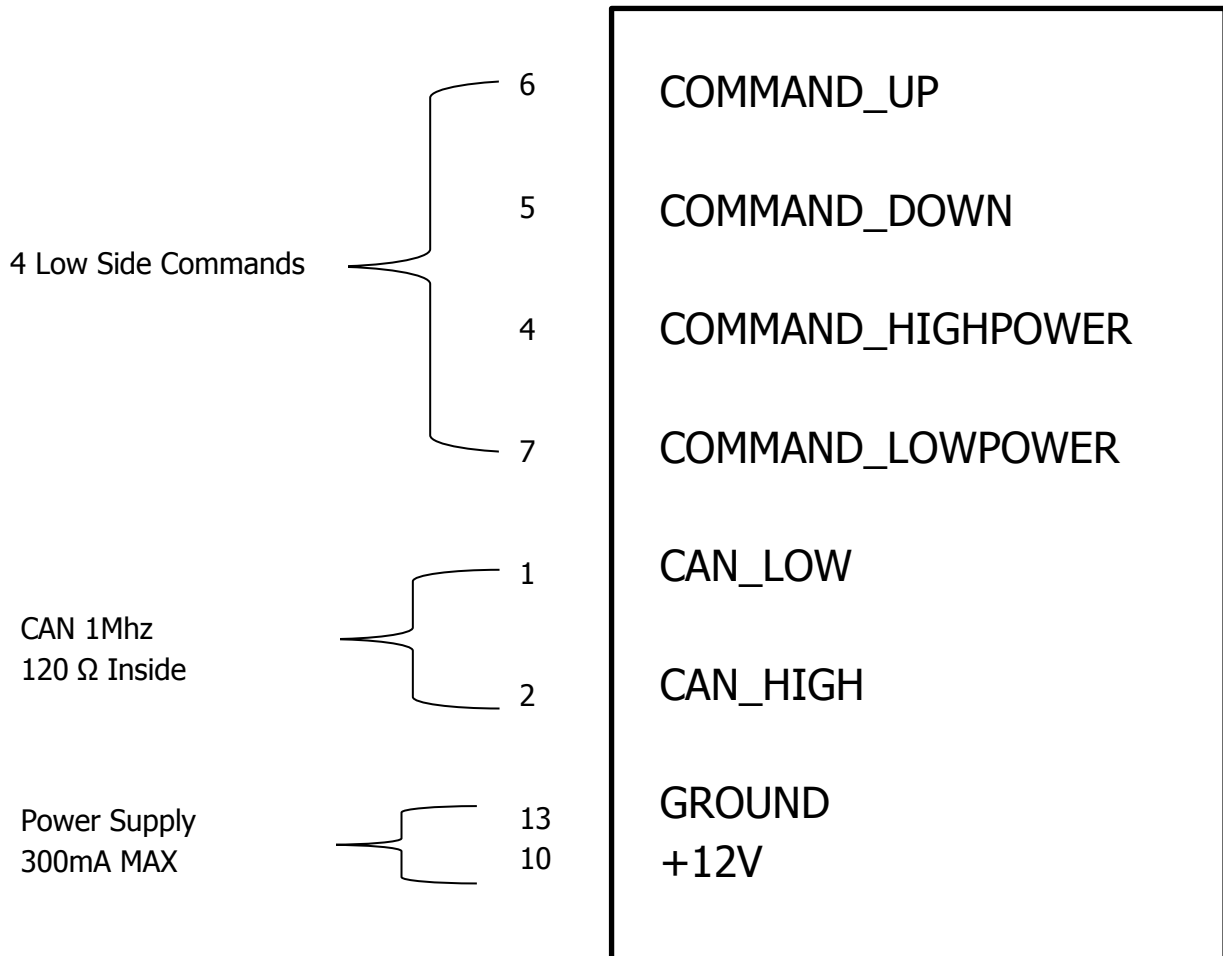 6 COMMAND_UP
5 COMMAND_DOWN
4 Low Side Commands
4 COMMAND_HIGHPOWER
7 COMMAND_LOWPOWER
1 CAN_LOW
CAN 1Mhz
120 Ω Inside
2 CAN_HIGH
Power Supply
300mA MAX
13 GROUND
10 +12V